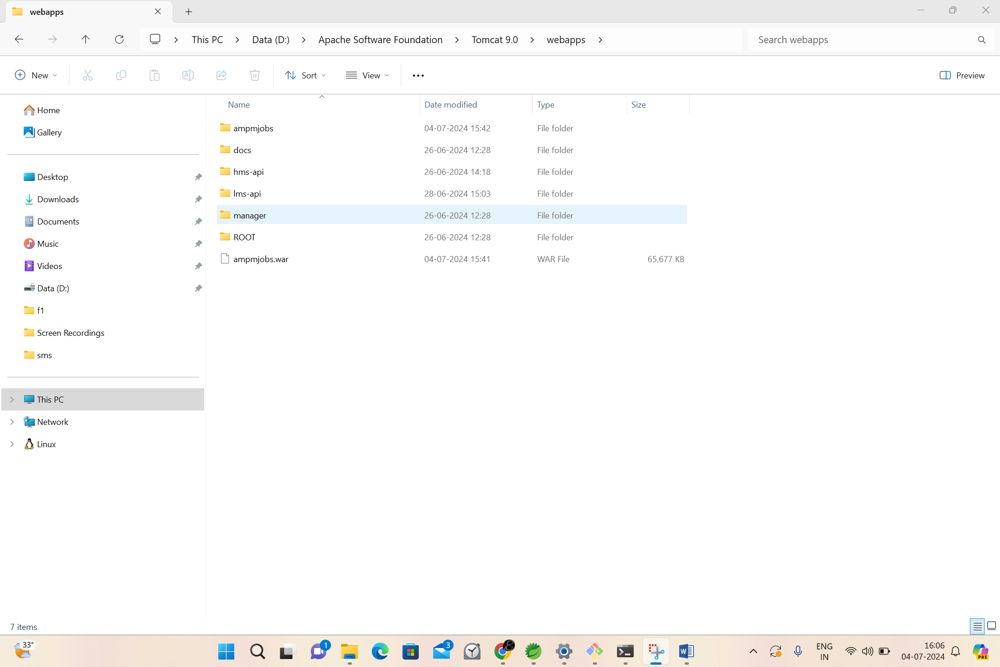 webapps
This PC > Data (D:) > Apache Software Foundation > Tomcat 9.0 > webapps >
Search webapps
New Sort View ••• Preview
Name Date modified Type Size
Home
Gallery
Desktop
Downloads
Documents
Music
Videos
Data (D:)
f1
Screen Recordings
sms
This PC
Network
Linux
ampmjobs 04-07-2024 15:42 File folder
docs 26-06-2024 12:28 File folder
hms-api 26-06-2024 14:18 File folder
lms-api 28-06-2024 15:03 File folder
manager 26-06-2024 12:28 File folder
ROOT 26-06-2024 12:28 File folder
ampmjobs.war 04-07-2024 15:41 WAR File 65,677 KB
7 items
33°
1
3
W
ENG
IN
16:06
04-07-2024
PRE